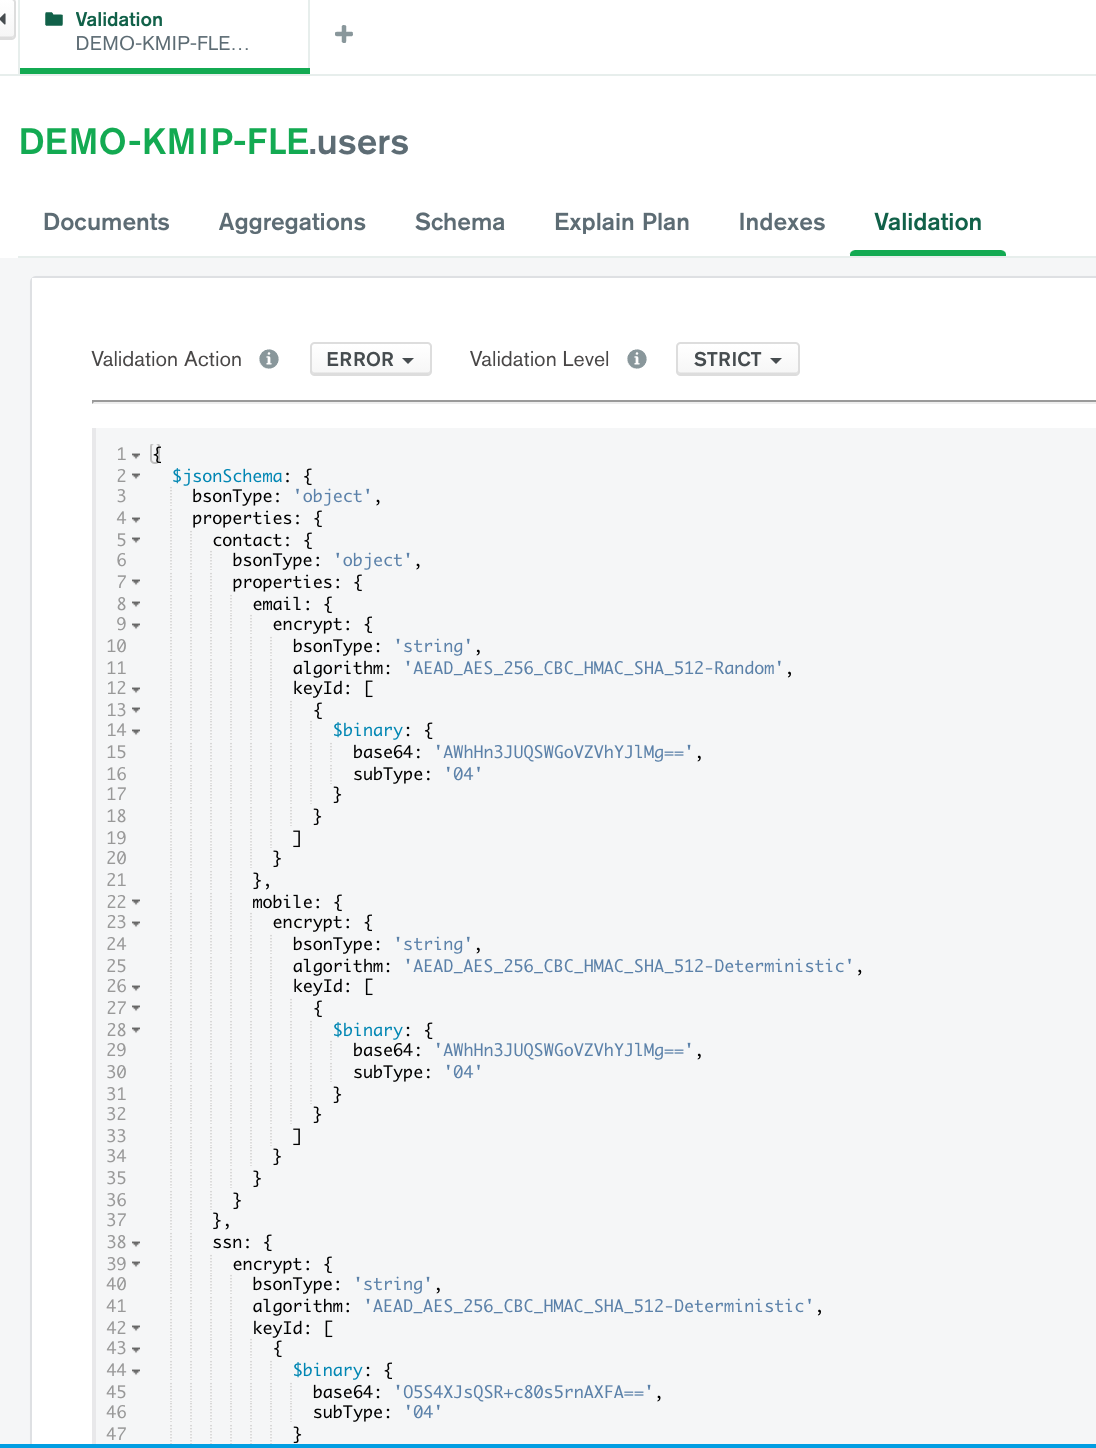 Validation
DEMO-KMIP-FLE...
DEMO-KMIP-FLE.users
Documents Aggregations Schema Explain Plan Indexes Validation
Validation Action ERROR Validation Level STRICT
1 {
2 $jsonSchema: {
3 bsonType: 'object',
4 properties: {
5 contact: {
6 bsonType: 'object',
7 properties: {
8 email: {
9 encrypt: {
10 bsonType: 'string',
11 algorithm: 'AEAD_AES_256_CBC_HMAC_SHA_512-Random',
12 keyId: [
13 {
14 $binary: {
15 base64: 'AWhHn3JUQSWGoVZVhYJlMg==',
16 subType: '04'
17 }
18 }
19 ]
20 }
21 },
22 mobile: {
23 encrypt: {
24 bsonType: 'string',
25 algorithm: 'AEAD_AES_256_CBC_HMAC_SHA_512-Deterministic',
26 keyId: [
27 {
28 $binary: {
29 base64: 'AWhHn3JUQSWGoVZVhYJlMg==',
30 subType: '04'
31 }
32 }
33 ]
34 }
35 }
36 }
37 },
38 ssn: {
39 encrypt: {
40 bsonType: 'string',
41 algorithm: 'AEAD_AES_256_CBC_HMAC_SHA_512-Deterministic',
42 keyId: [
43 {
44 $binary: {
45 base64: 'O5S4XJsQSR+c80s5rnAXFA==',
46 subType: '04'
47 }